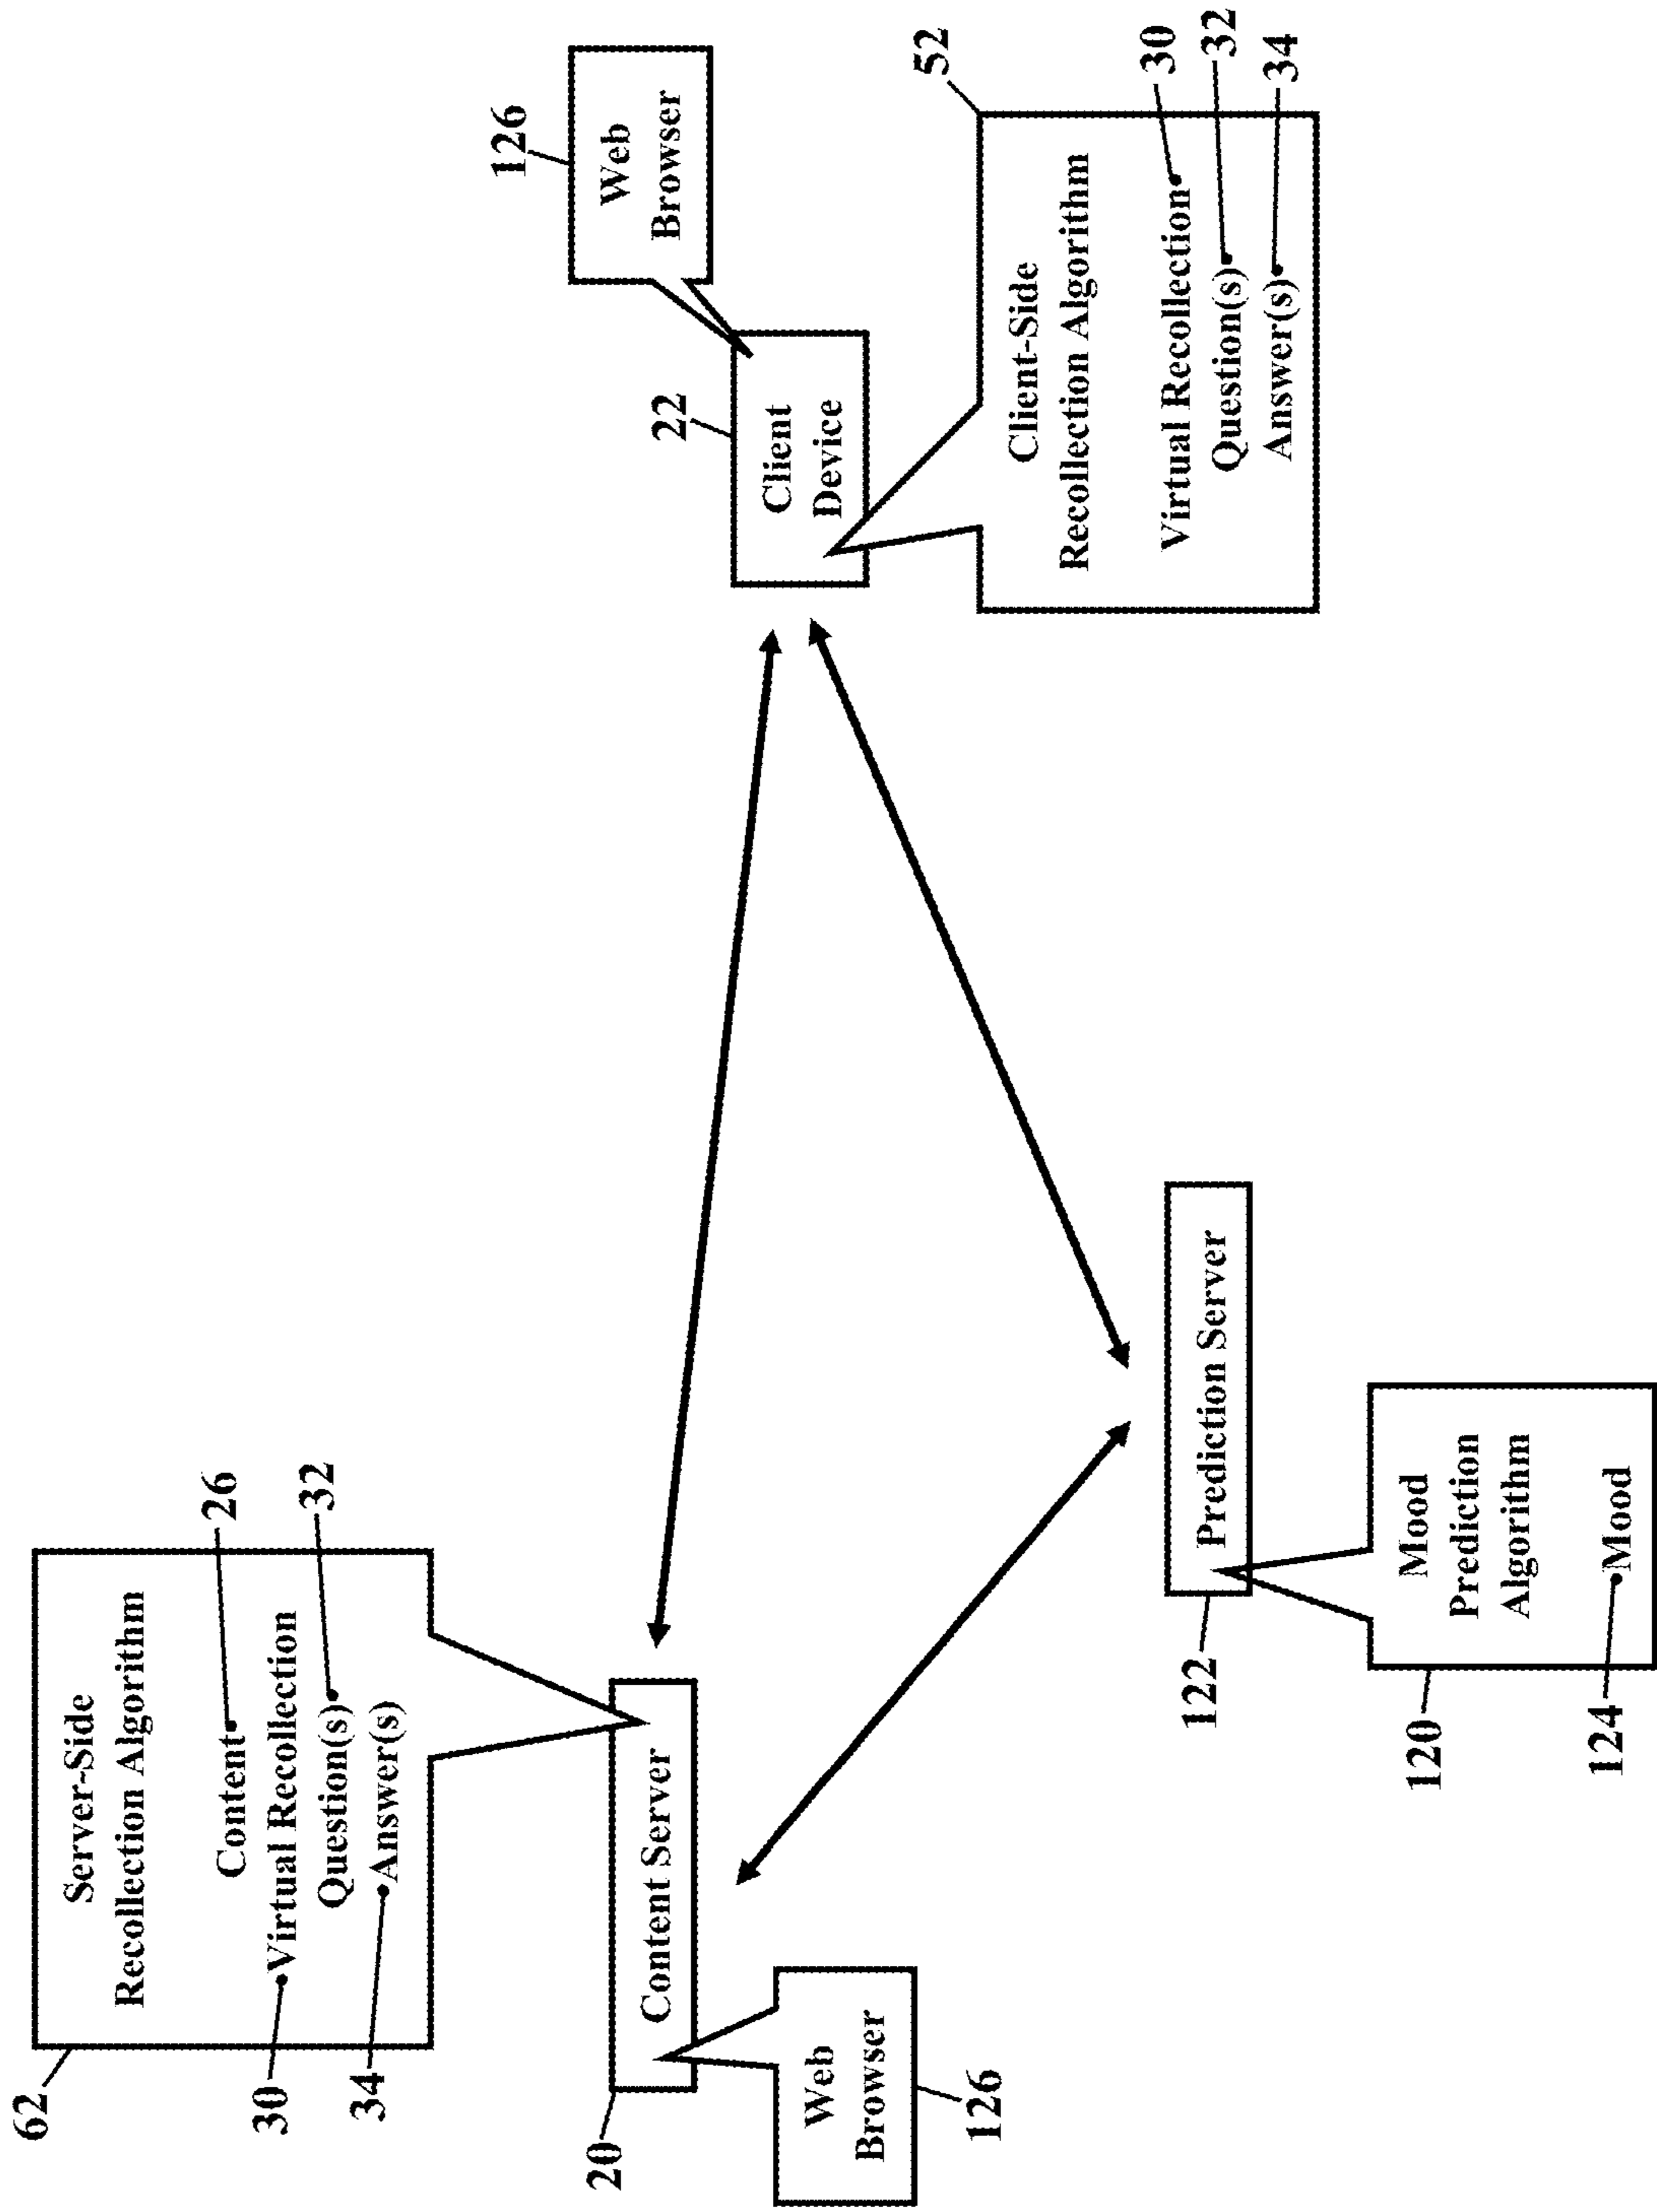 62
Server-Side
Recollection Algorithm
Content
26
30
Virtual Recollection
Question(s)
32
34
Answer(s)
20
Content Server
Web
Browser
126
126
Web
Browser
22
Client
Device
52
Client-Side
Recollection Algorithm
Virtual Recollection
30
Question(s)
32
Answer(s)
34
122
Prediction Server
120
Mood
Prediction
Algorithm
124
Mood